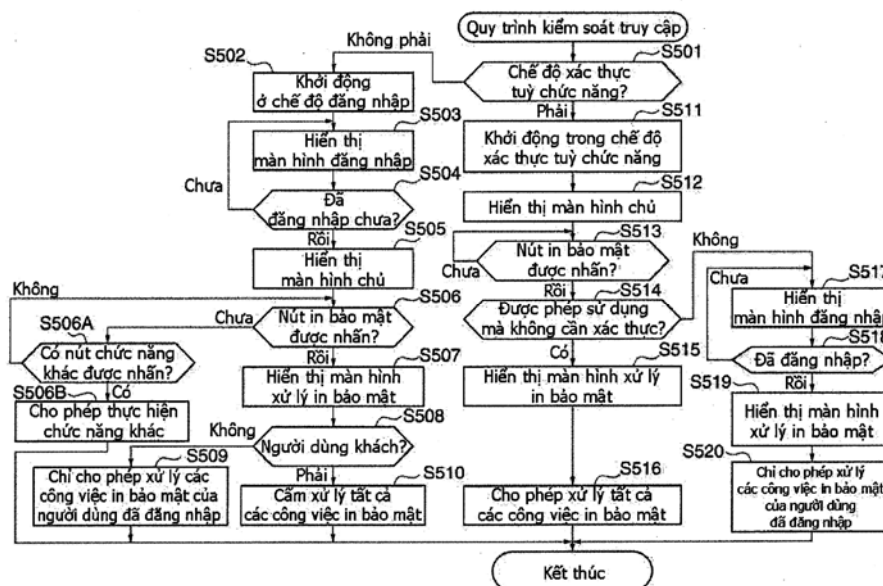 Quy trình kiểm soát truy cập
Không phải
S501
S502
Chế độ xác thực
tuỳ chức năng?
Khởi động
ở chế độ đăng nhập
Phải
S511
S503
Khởi động trong chế độ
xác thực tuỳ chức năng
Hiển thị
màn hình đăng nhập
S504
S512
Chưa
Đã
đăng nhập chưa?
Hiển thị màn hình chủ
Rồi
S505
S513
Không
Hiển thị
màn hình chủ
Chưa
Nút in bảo mật
được nhấn?
Chưa
S517
Không
S506
Rồi
S514
Hiển thị
màn hình đăng nhập
S506A
Chưa
Nút in bảo mật
được nhấn?
Được phép sử dụng
mà không cần xác thực?
S518
Có nút chức năng
khác được nhấn?
Rồi
S507
Có
S515
Đã đăng nhập?
S506B
Có
Hiển thị màn hình
xử lý in bảo mật
Hiển thị màn hình xử lý
in bảo mật
S519
Rồi
Cho phép thực hiện
chức năng khác
S508
Hiển thị màn hình
xử lý in bảo mật
Không
Người dùng khách?
S509
Phải
S510
S516
S520
Chỉ cho phép xử lý các
công việc in bảo mật của
người dùng đã đăng nhập
Cấm xử lý tất cả
các công việc in bảo mật
Cho phép xử lý tất cả
các công việc in bảo mật
Chỉ cho phép xử lý
các công việc in bảo mật
của người dùng
đã đăng nhập
Kết thúc